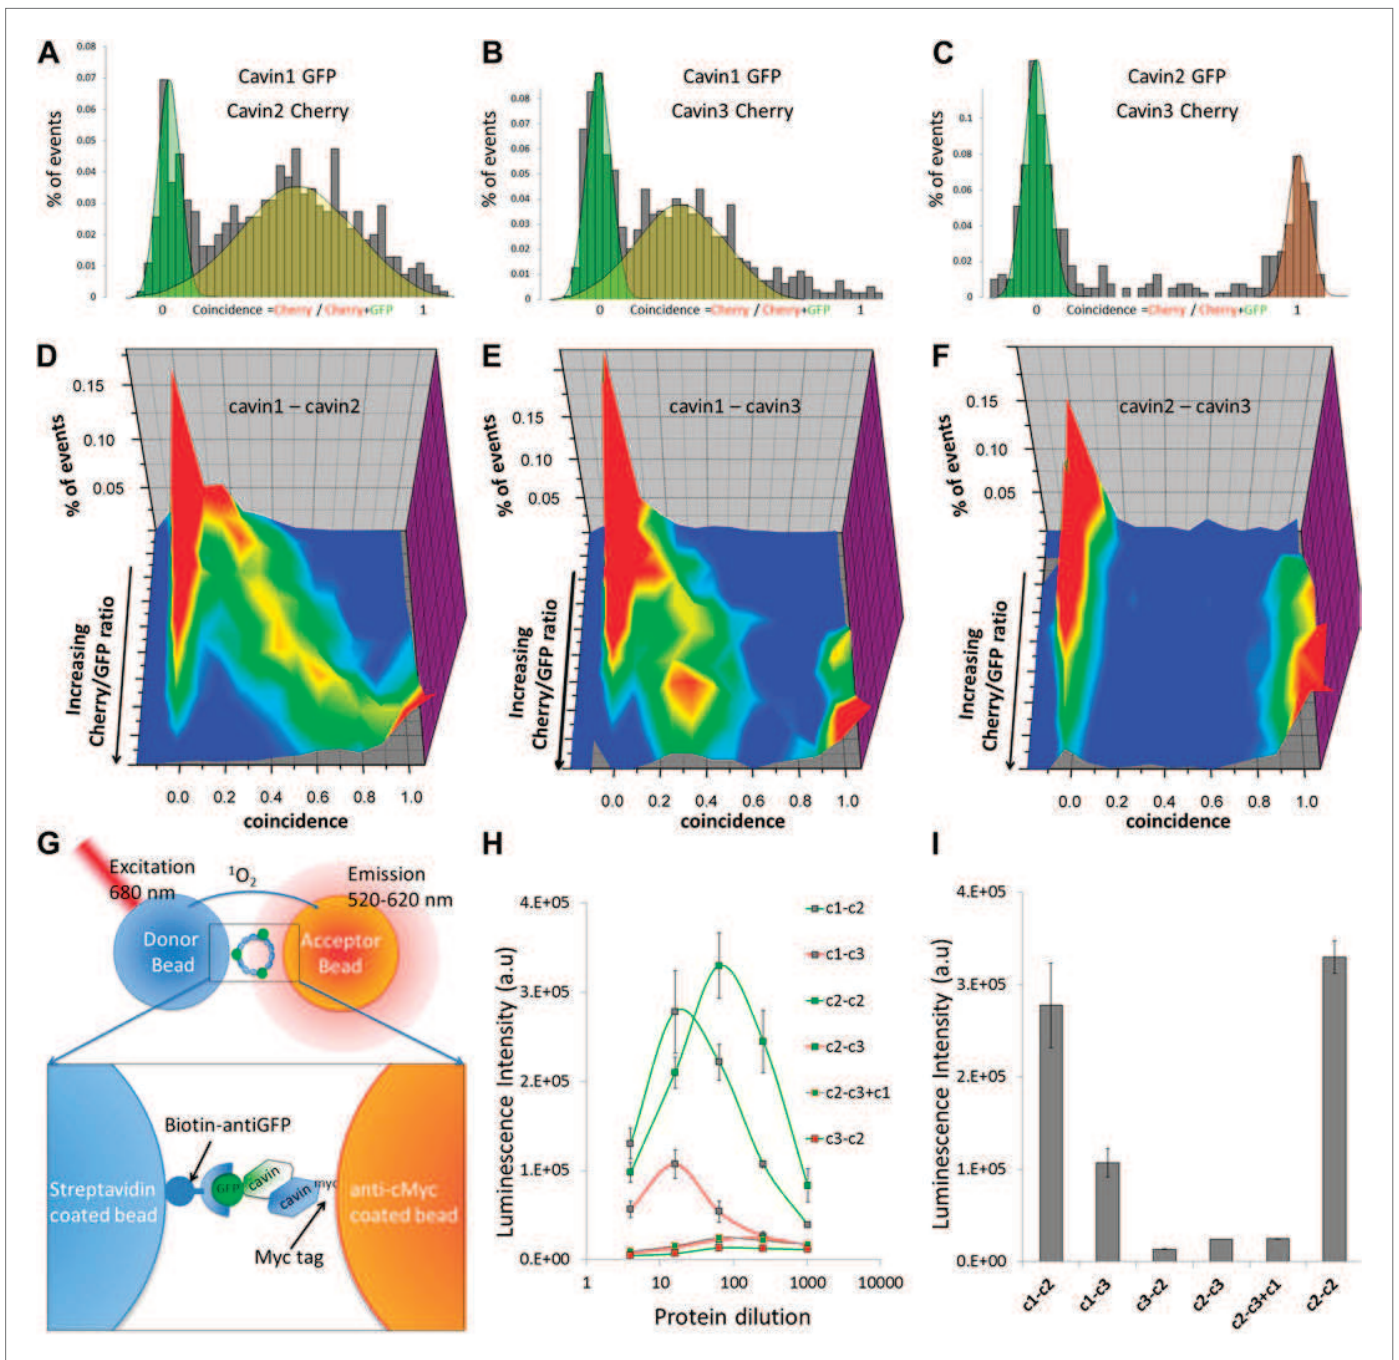 A
Cavin1 GFP
Cavin2 Cherry
% of events
0.08
0.07
0.06
0.05
0.04
0.03
0.02
0.01
0
0 Coincidence =Cherry / Cherry+GFP 1
B
Cavin1 GFP
Cavin3 Cherry
% of events
0.08
0.07
0.06
0.05
0.04
0.03
0.02
0.01
0
0 Coincidence =Cherry / Cherry+GFP 1
C
Cavin2 GFP
Cavin3 Cherry
% of events
0.1
0.08
0.06
0.04
0.02
0
0 Coincidence =Cherry / Cherry+GFP 1
D
cavin1 – cavin2
% of events
0.15
0.10
0.05
Increasing
Cherry/GFP ratio
0.0 0.2 0.4 0.6 0.8 1.0
coincidence
E
cavin1 – cavin3
% of events
0.15
0.10
0.05
Increasing
Cherry/GFP ratio
0.0 0.2 0.4 0.6 0.8 1.0
coincidence
F
cavin2 – cavin3
% of events
0.15
0.10
0.05
Increasing
Cherry/GFP ratio
0.0 0.2 0.4 0.6 0.8 1.0
coincidence
G
Excitation
680 nm
¹O₂
Emission
520-620 nm
Donor
Bead
Acceptor
Bead
Biotin-antiGFP
Streptavidin
coated bead
GFP
cavin
cavin
myc
anti-cMyc
coated bead
Myc tag
H
Luminescence Intensity (a.u)
4.E+05
3.E+05
2.E+05
1.E+05
0.E+00
1 10 100 1000 10000
Protein dilution
c1-c2
c1-c3
c2-c2
c2-c3
c2-c3+c1
c3-c2
I
Luminescence Intensity (a.u)
4.E+05
3.E+05
2.E+05
1.E+05
0.E+00
c1-c2
c1-c3
c3-c2
c2-c3
c2-c3+c1
c2-c2